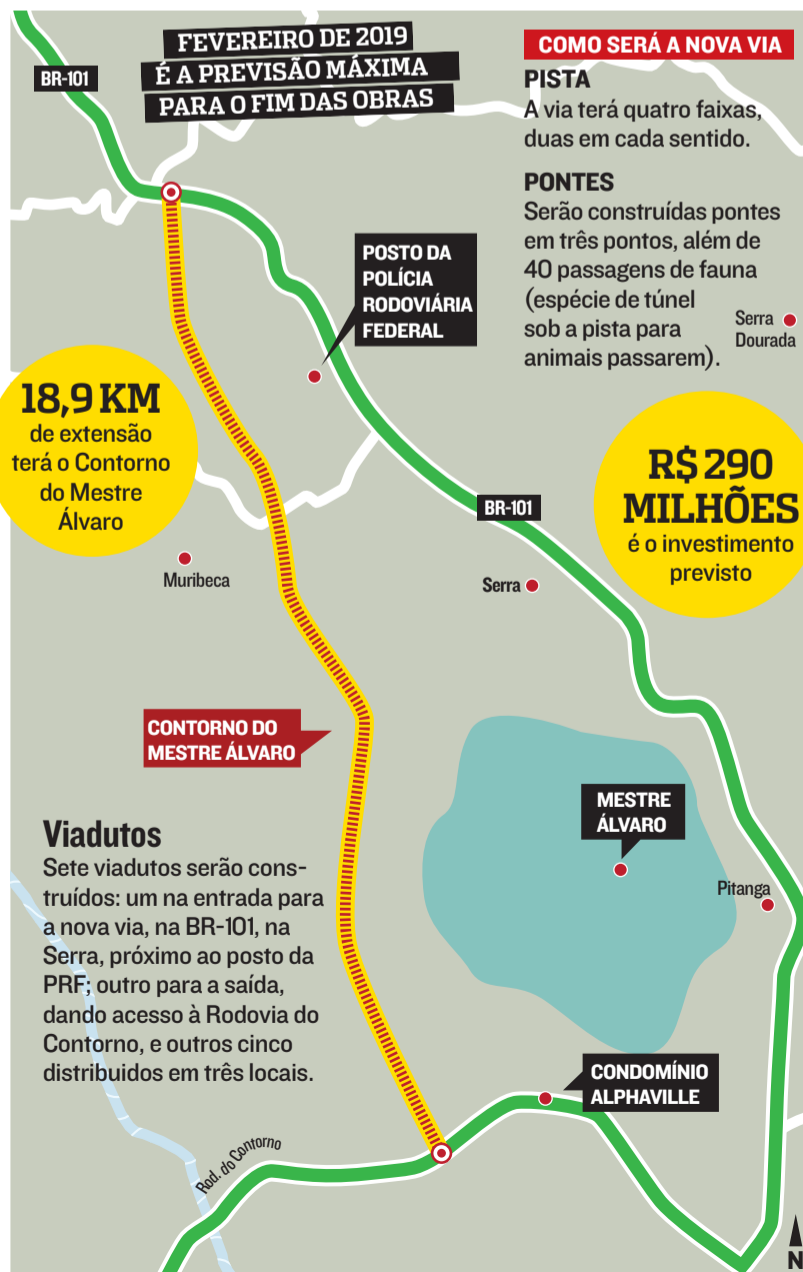 FEVEREIRO DE 2019
É A PREVISÃO MÁXIMA
PARA O FIM DAS OBRAS
BR-101
COMO SERÁ A NOVA VIA
PISTA
A via terá quatro faixas,
duas em cada sentido.
PONTES
Serão construídas pontes
em três pontos, além de
40 passagens de fauna
(espécie de túnel
sob a pista para
animais passarem).
POSTO DA
POLÍCIA
RODOVIÁRIA
FEDERAL
Serra
Dourada
18,9 KM
de extensão
terá o Contorno
do Mestre
Álvaro
R$ 290
MILHÕES
é o investimento
previsto
BR-101
Muribeca
Serra
CONTORNO DO
MESTRE ÁLVARO
MESTRE
ÁLVARO
Pitanga
Viadutos
Sete viadutos serão cons-
truídos: um na entrada para
a nova via, na BR-101, na
Serra, próximo ao posto da
PRF; outro para a saída,
dando acesso à Rodovia do
Contorno, e outros cinco
distribuidos em três locais.
CONDOMÍNIO
ALPHAVILLE
Rod. do Contorno
N